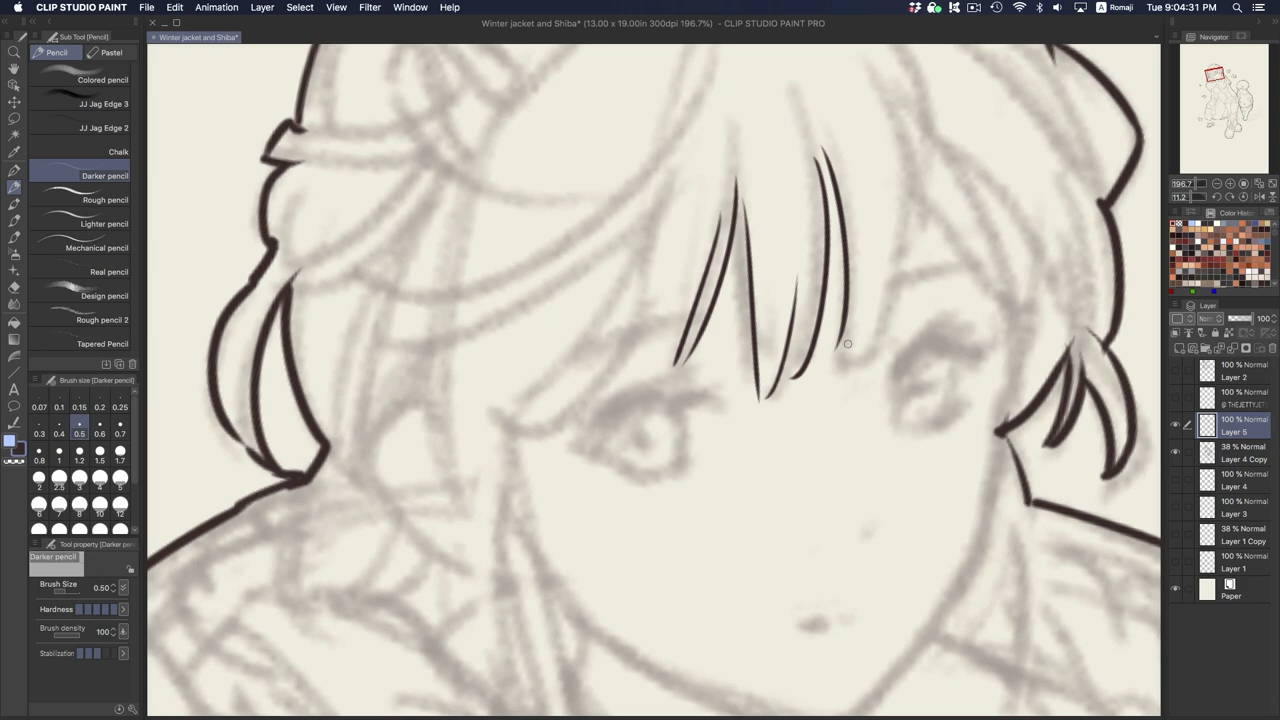 CLIP STUDIO PAINT PRO File Edit Animation Layer Select View Filter Window Help
Romaji 9:04:31 PM
Winter jacket and Shiba* (13.00 x 19.00in 300dpi 196.7%) - CLIP STUDIO PAINT PRO
Sub Tool [Pencil]
Winter jacket and Shiba*
Navigator
Pencil Pastel
Colored pencil
JJ Jag Edge 3
JJ Jag Edge 2
Chalk
Darker pencil
Rough pencil
Lighter pencil
Mechanical pencil
Real pencil
Design pencil
Rough pencil 2
Tapered Pencil
Brush size [Darker pencil]
0.07 0.1 0.15 0.2 0.25
0.3 0.4 0.5 0.6 0.7
0.8 1 1.2 1.5 1.7
2 2.5 3 4 5
6 7 8 10 12
Tool property [Darker pen
Darker pencil
Brush Size 0.50
Hardness
Brush density 100
Stabilization
196.7
11.2
Color His
Layer
100
100 % Normal
Layer 2
100 % Normal
@ THEJETTYJET
100 % Normal
Layer 5
38 % Normal
Layer 4 Copy
100 % Normal
Layer 4
100 % Normal
Layer 3
38 % Normal
Layer 1 Copy
100 % Normal
Layer 1
Paper